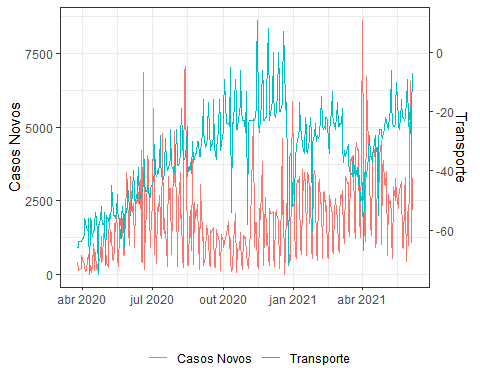 Casos Novos
7500
5000
2500
0
0
-20
-40
-60
Transporte
abr 2020
jul 2020
out 2020
jan 2021
abr 2021
Casos Novos
Transporte